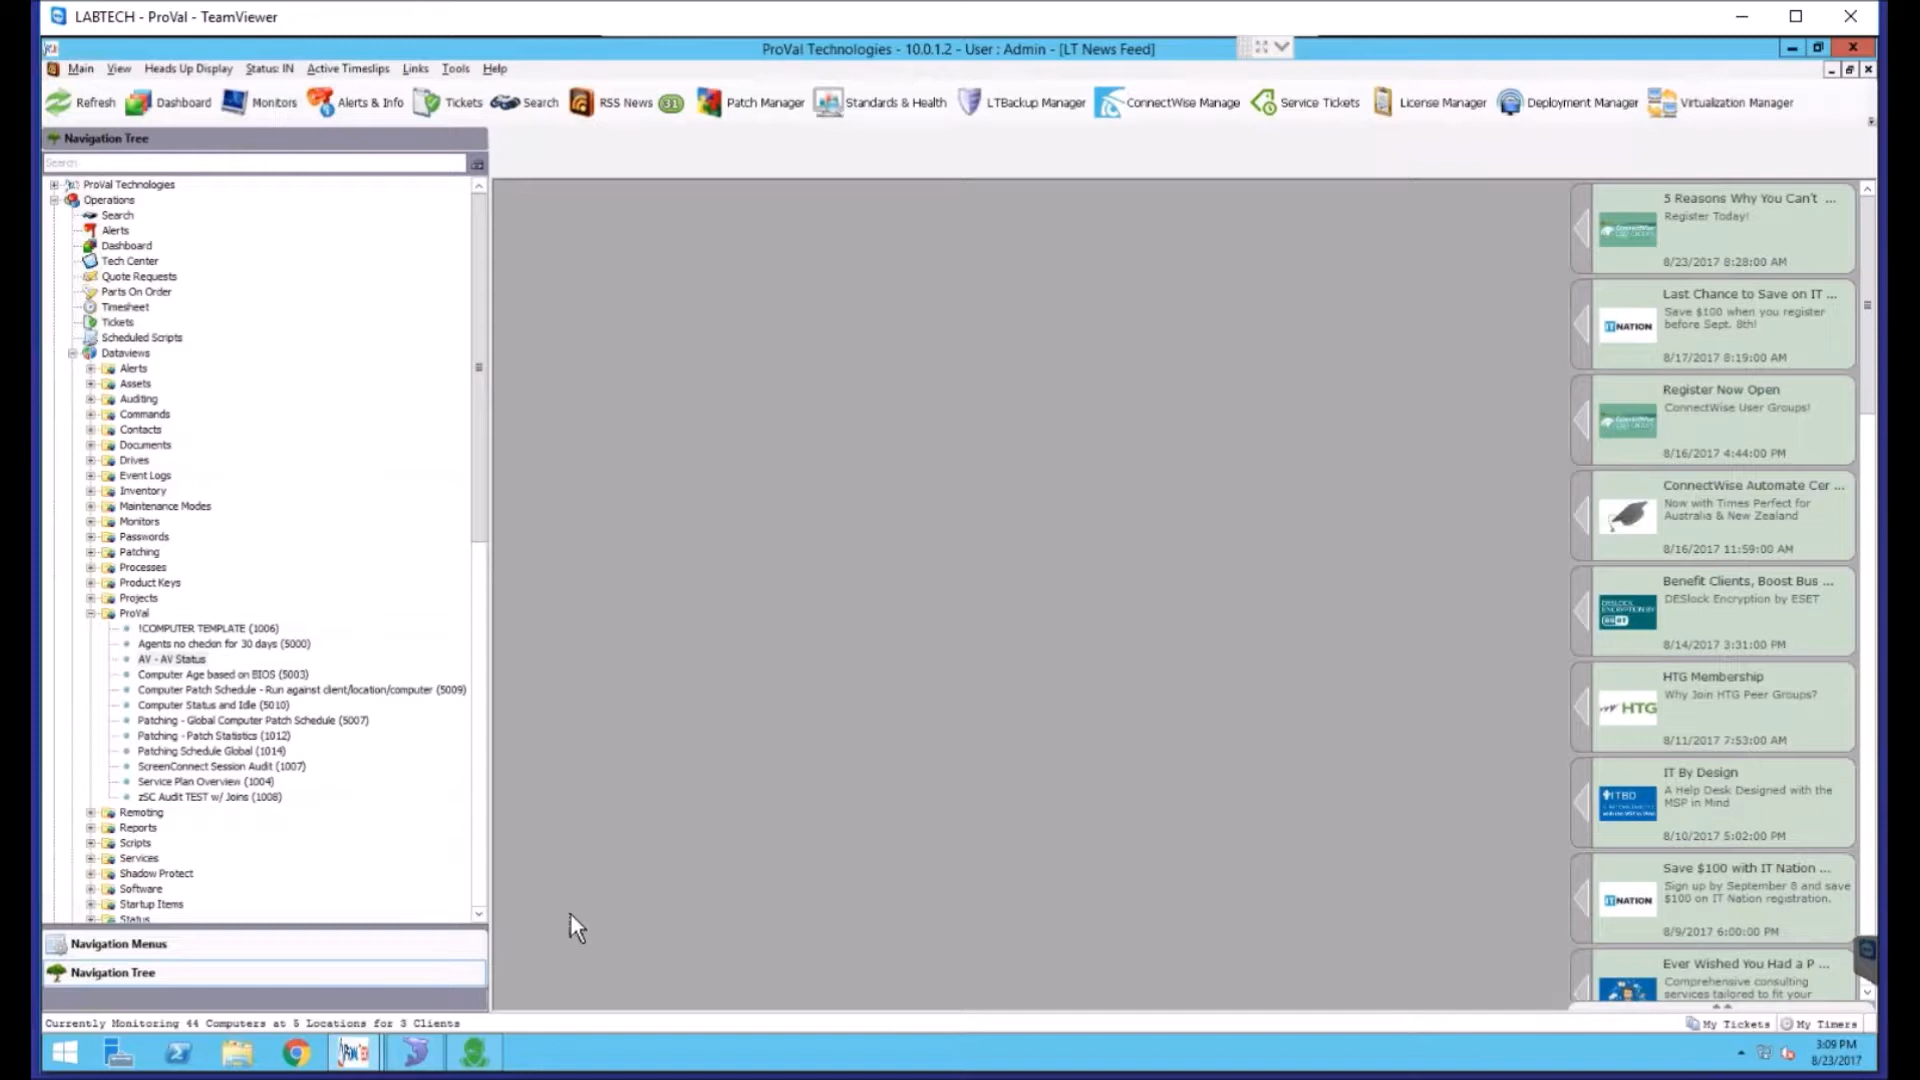 LABTECH - ProVal - TeamViewer
ProVal Technologies - 10.0.1.2 - User : Admin - [LT News Feed]
Main View Heads Up Display Status: IN Active Timeslips Links Tools Help
Refresh Dashboard Monitors Alerts & Info Tickets Search RSS News 31 Patch Manager Standards & Health LTBackup Manager ConnectWise Manage Service Tickets License Manager Deployment Manager Virtualization Manager
Navigation Tree
Search
ProVal Technologies
Operations
Search
Alerts
Dashboard
Tech Center
Quote Requests
Parts On Order
Timesheet
Tickets
Scheduled Scripts
Dataviews
Alerts
Assets
Auditing
Commands
Contacts
Documents
Drives
Event Logs
Inventory
Maintenance Modes
Monitors
Passwords
Patching
Processes
Product Keys
Projects
ProVal
!COMPUTER TEMPLATE (1006)
Agents no checkin for 30 days (5000)
AV - AV Status
Computer Age based on BIOS (5003)
Computer Patch Schedule - Run against client/location/computer (5009)
Computer Status and Idle (5010)
Patching - Global Computer Patch Schedule (5007)
Patching - Patch Statistics (1012)
Patching Schedule Global (1014)
ScreenConnect Session Audit (1007)
Service Plan Overview (1004)
zSC Audit TEST w/ Joins (1008)
Remoting
Reports
Scripts
Services
Shadow Protect
Software
Startup Items
Status
Navigation Menus
Navigation Tree
5 Reasons Why You Can't ...
Register Today!
8/23/2017 8:28:00 AM
Last Chance to Save on IT ...
Save $100 when you register
before Sept. 8th!
IT NATION
8/17/2017 8:19:00 AM
Register Now Open
ConnectWise User Groups!
8/16/2017 4:44:00 PM
ConnectWise Automate Cer ...
Now with Times Perfect for
Australia & New Zealand
8/16/2017 11:59:00 AM
Benefit Clients, Boost Bus ...
DESlock Encryption by ESET
DESLOCK
ENCRYPTION BY
ESET
8/14/2017 3:31:00 PM
HTG Membership
Why Join HTG Peer Groups?
HTG
8/11/2017 7:53:00 AM
IT By Design
A Help Desk Designed with the
MSP in Mind
ITBD
8/10/2017 5:02:00 PM
Save $100 with IT Nation ...
Sign up by September 8 and save
$100 on IT Nation registration.
IT NATION
8/9/2017 6:00:00 PM
Ever Wished You Had a P ...
Comprehensive consulting
services tailored to fit your
Currently Monitoring 44 Computers at 5 Locations for 3 Clients
My Tickets My Timers
3:09 PM
8/23/2017